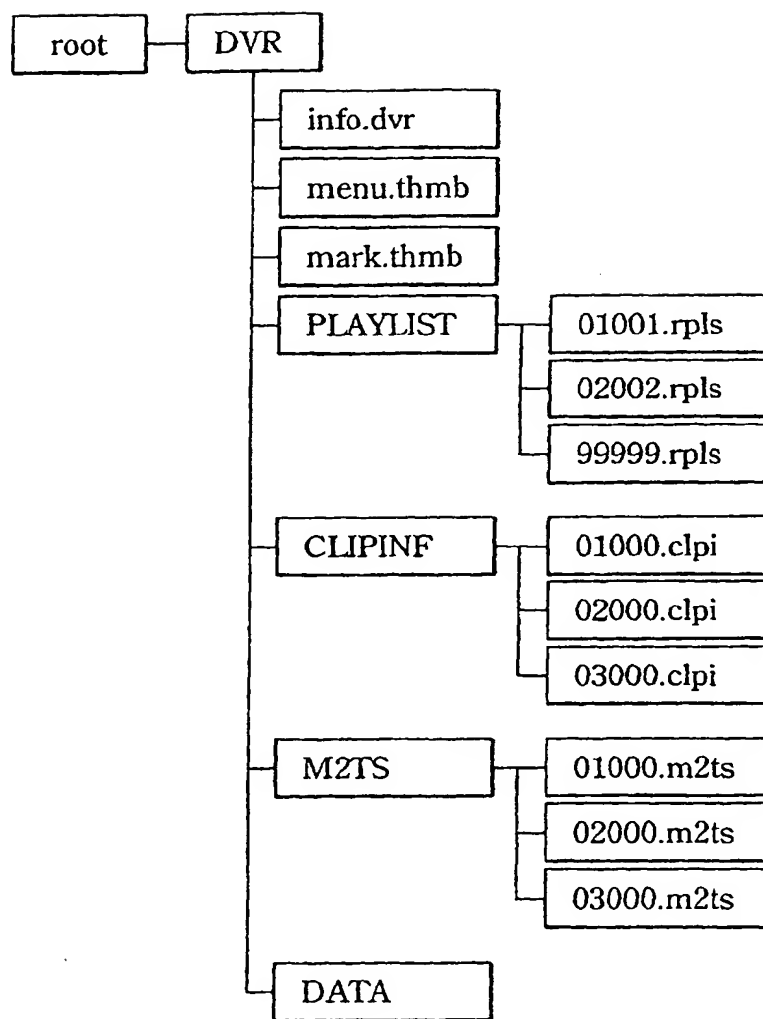 root
DVR
info.dvr
menu.thmb
mark.thmb
PLAYLIST
01001.rpls
02002.rpls
99999.rpls
CLIPINF
01000.clpi
02000.clpi
03000.clpi
M2TS
01000.m2ts
02000.m2ts
03000.m2ts
DATA